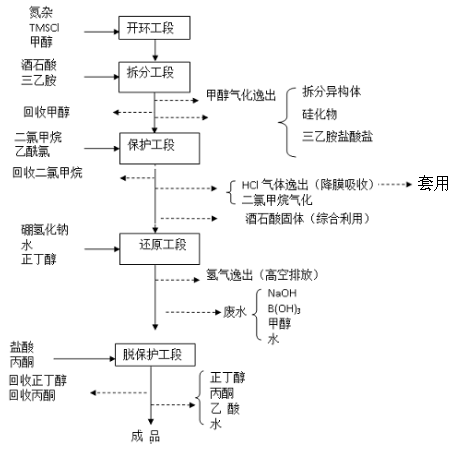 氮杂
TMSCl
甲醇
开环工段
酒石酸
三乙胺
拆分工段
甲醇气化逸出
拆分异构体
硅化物
三乙胺盐酸盐
回收甲醇
二氯甲烷
乙酰氯
保护工段
回收二氯甲烷
HCl 气体逸出（降膜吸收）
套用
二氯甲烷气化
酒石酸固体（综合利用）
硼氢化钠
水
正丁醇
还原工段
氢气逸出（高空排放）
废水
NaOH
B(OH)3
甲醇
水
盐酸
丙酮
脱保护工段
回收正丁醇
回收丙酮
正丁醇
丙酮
乙 酸
水
成 品